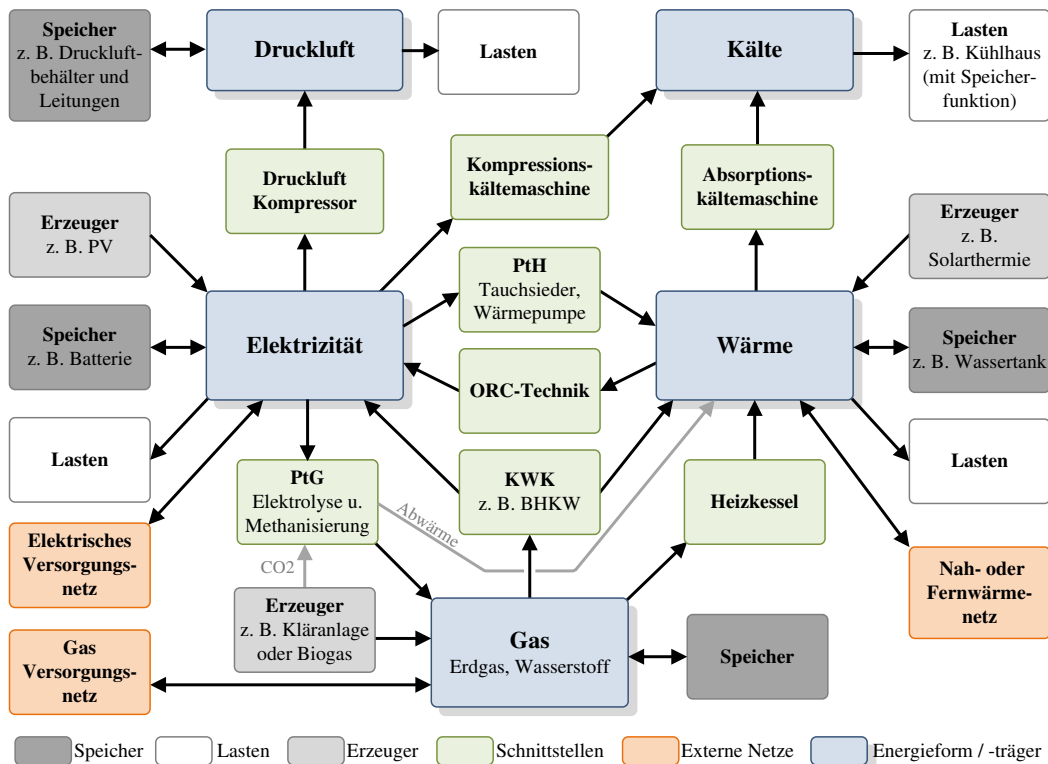 Speicher
z. B. Druckluft-
behälter und
Leitungen
Druckluft
Lasten
Kälte
Lasten
z. B. Kühlhaus
(mit Speicher-
funktion)
Druckluft
Kompressor
Kompressions-
kältemaschine
Absorptions-
kältemaschine
Erzeuger
z. B. PV
Erzeuger
z. B.
Solarthermie
PtH
Tauchsieder,
Wärmepumpe
Speicher
z. B. Batterie
Elektrizität
Wärme
Speicher
z. B. Wassertank
ORC-Technik
Lasten
PtG
Elektrolyse u.
Methanisierung
KWK
z. B. BHKW
Heizkessel
Lasten
Abwärme
Elektrisches
Versorgungs-
netz
CO2
Nah- oder
Fernwärme-
netz
Erzeuger
z. B. Kläranlage
oder Biogas
Gas
Erdgas, Wasserstoff
Speicher
Gas
Versorgungs-
netz
Speicher
Lasten
Erzeuger
Schnittstellen
Externe Netze
Energieform / -träger